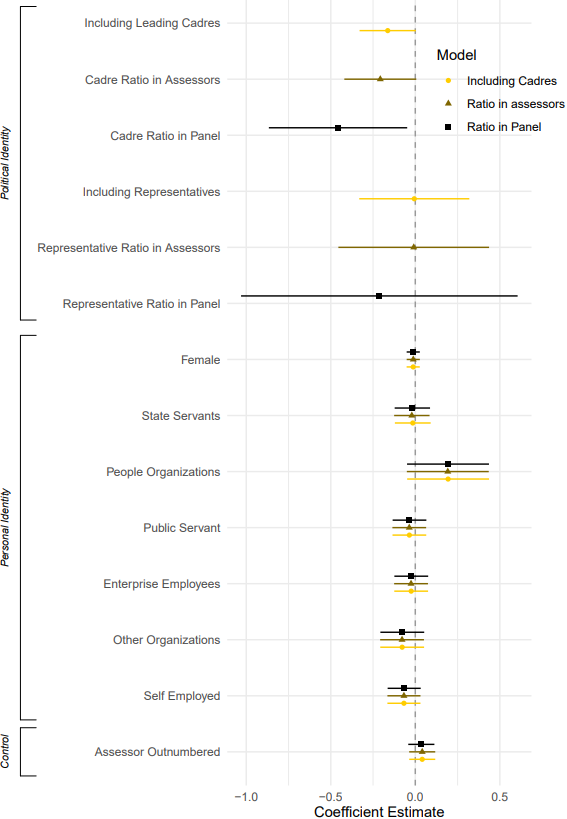 Political Identity
Including Leading Cadres
Cadre Ratio in Assessors
Cadre Ratio in Panel
Including Representatives
Representative Ratio in Assessors
Representative Ratio in Panel
Model
Including Cadres
Ratio in assessors
Ratio in Panel
Personal Identity
Female
State Servants
People Organizations
Public Servant
Enterprise Employees
Other Organizations
Self Employed
Control
Assessor Outnumbered
−1.0 −0.5 0.0 0.5
Coefficient Estimate